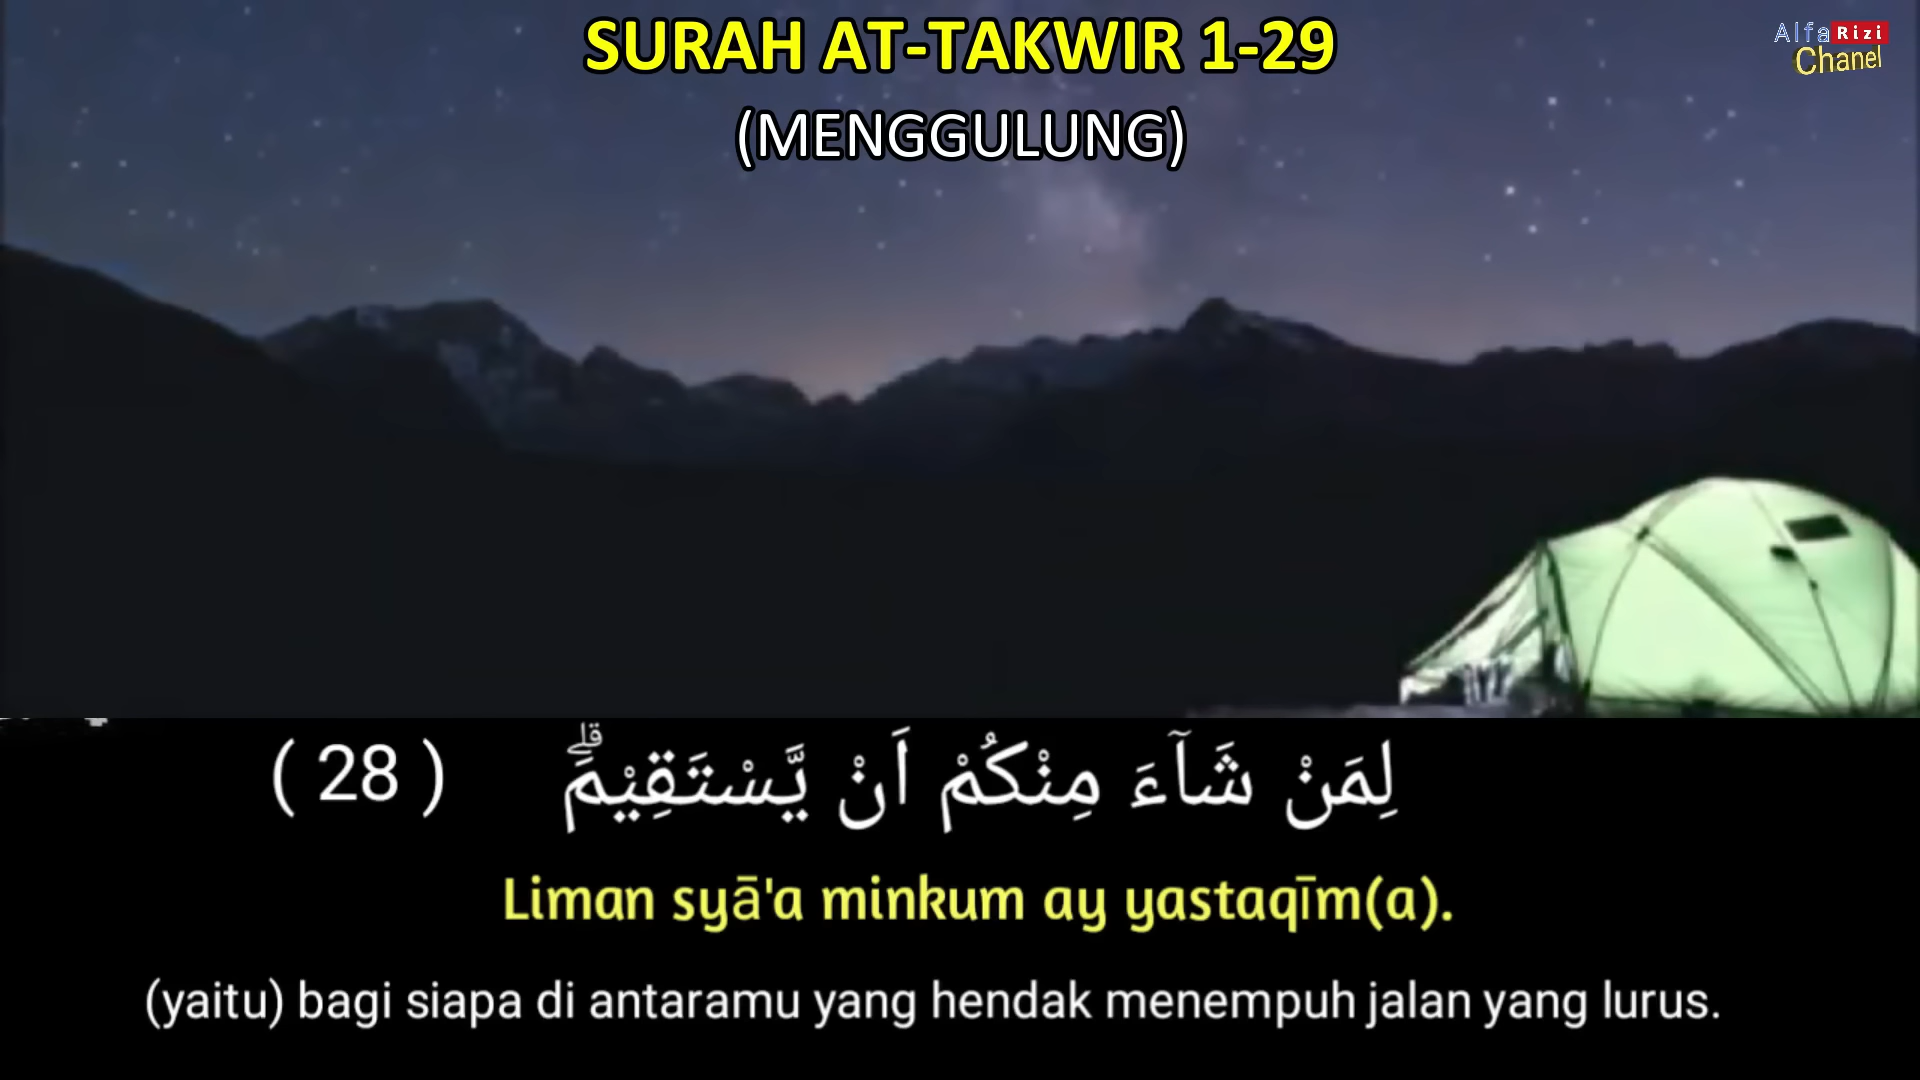 SURAH AT-TAKWIR 1-29
(MENGGULUNG)
Alfa Rizi
Chanel
لِمَنْ شَآءَ مِنْكُمْ اَنْ يَّسْتَقِيْمَۗ ( 28 )
Liman syā'a minkum ay yastaqīm(a).
(yaitu) bagi siapa di antaramu yang hendak menempuh jalan yang lurus.